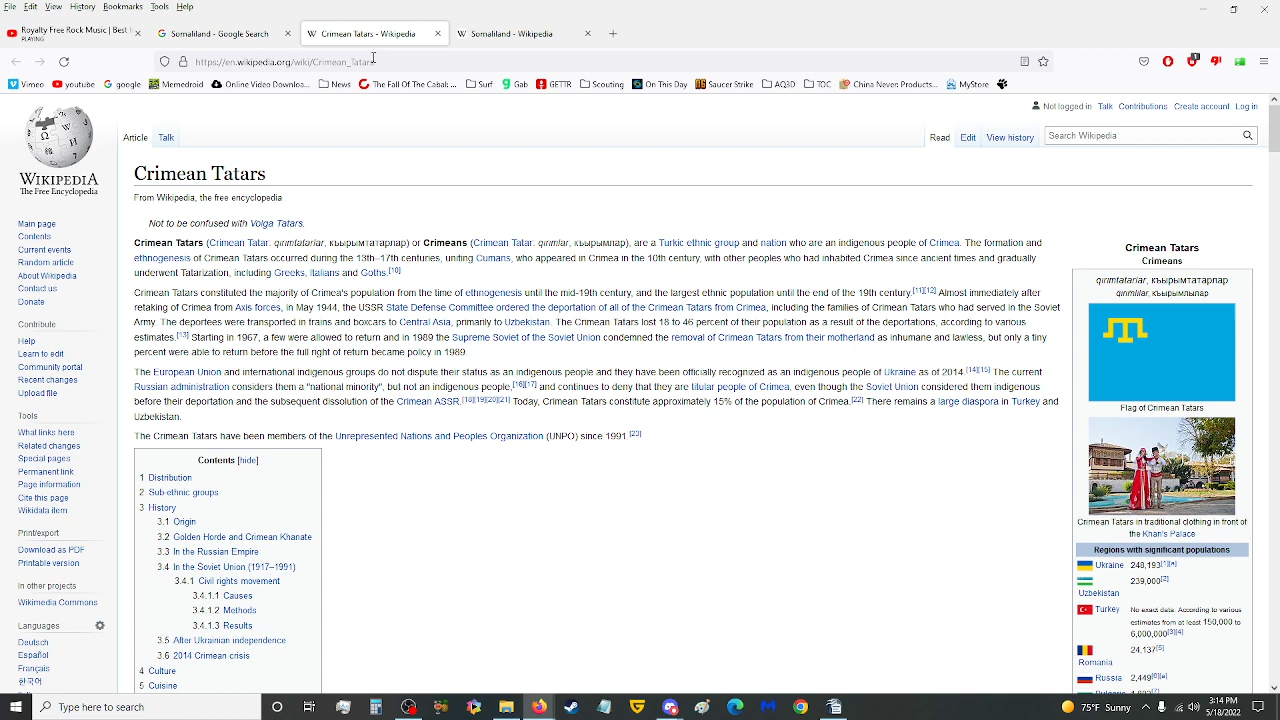 File Edit View History Bookmarks Tools Help
Royalty Free Rock Music | Best
PLAYING
Somaliland - Google Search
Crimean Tatars - Wikipedia
Somaliland - Wikipedia
https://en.wikipedia.org/wiki/Crimean_Tatars
Vimeo youtube google Memedroid Online Video Downloa... News The Fall Of The Cabal: ... Surf Gab GETTR Scouting On This Day Saucer Strike AQ3D TOC China Never: Products... MyStore
Not logged in Talk Contributions Create account Log in
Article Talk Read Edit View history Search Wikipedia
WIKIPEDIA
The Free Encyclopedia
Main page
Contents
Current events
Random article
About Wikipedia
Contact us
Donate
Contribute
Help
Learn to edit
Community portal
Recent changes
Upload file
Tools
What links here
Related changes
Special pages
Permanent link
Page information
Cite this page
Wikidata item
Print/export
Download as PDF
Printable version
In other projects
Wikimedia Commons
Languages
Deutsch
Español
Français
한국어
Crimean Tatars
From Wikipedia, the free encyclopedia
Not to be confused with Volga Tatars.
Crimean Tatars (Crimean Tatar: qırımtatarlar, къырымтатарлар) or Crimeans (Crimean Tatar: qırımlar, къырымлар), are a Turkic ethnic group and nation who are an indigenous people of Crimea. The formation and
ethnogenesis of Crimean Tatars occurred during the 13th–17th centuries, uniting Cumans, who appeared in Crimea in the 10th century, with other peoples who had inhabited Crimea since ancient times and gradually
underwent Tatarization, including Greeks, Italians and Goths.[10]
Crimean Tatars constituted the majority of Crimea's population from the time of ethnogenesis until the mid-19th century, and the largest ethnic population until the end of the 19th century.[11][12] Almost immediately after
retaking of Crimea from Axis forces, in May 1944, the USSR State Defense Committee ordered the deportation of all of the Crimean Tatars from Crimea, including the families of Crimean Tatars who had served in the Soviet
Army. The deportees were transported in trains and boxcars to Central Asia, primarily to Uzbekistan. The Crimean Tatars lost 18 to 46 percent of their population as a result of the deportations, according to various
estimates.[13] Starting in 1967, a few were allowed to return and in 1989 the Supreme Soviet of the Soviet Union condemned the removal of Crimean Tatars from their motherland as inhumane and lawless, but only a tiny
percent were able to return before the full right of return became policy in 1989.
The European Union and international indigenous groups do not dispute their status as an indigenous people and they have been officially recognized as an indigenous people of Ukraine as of 2014.[14][15] The current
Russian administration considers them a "national minority", but not an indigenous people,[16][17] and continues to deny that they are titular people of Crimea, even though the Soviet Union considered them indigenous
before their deportation and the subsequent dissolution of the Crimean ASSR.[18][19][20][21] Today, Crimean Tatars constitute approximately 15% of the population of Crimea.[22] There remains a large diaspora in Turkey and
Uzbekistan.
The Crimean Tatars have been members of the Unrepresented Nations and Peoples Organization (UNPO) since 1991.[23]
Contents [hide]
1 Distribution
2 Sub-ethnic groups
3 History
3.1 Origin
3.2 Golden Horde and Crimean Khanate
3.3 In the Russian Empire
3.4 In the Soviet Union (1917–1991)
3.4.1 Civil rights movement
3.4.1.1 Causes
3.4.1.2 Methods
3.4.1.3 Results
3.5 After Ukrainian independence
3.6 2014 Crimean crisis
4 Culture
5 Cuisine
Crimean Tatars
Crimeans
qırımtatarlar, къырымтатарлар
qırımlılar, къырымлылар
Flag of Crimean Tatars
Crimean Tatars in traditional clothing in front of
the Khan's Palace
Regions with significant populations
Ukraine 248,193[1][a]
239,000[2]
Uzbekistan
Turkey No exact data. According to various
estimates from at least 150,000 to
6,000,000[3][4]
24,137[5]
Romania
Russia 2,449[6][a]
Type here to search
75°F Sunny
3:14 PM
5/18/2022